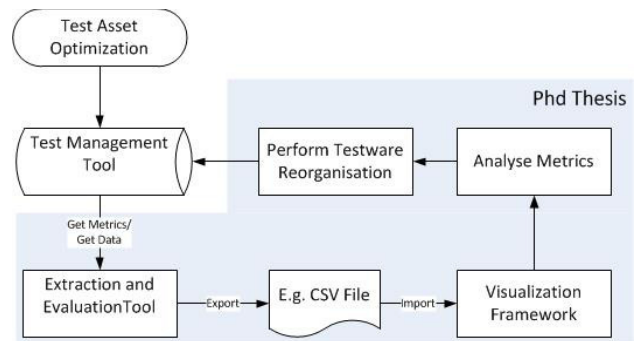 Test Asset
Optimization
Phd Thesis
Test Management
Tool
Perform Testware
Reorganisation
Analyse Metrics
Get Metrics/
Get Data
Extraction and
EvaluationTool
Export
E.g. CSV File
Import
Visualization
Framework